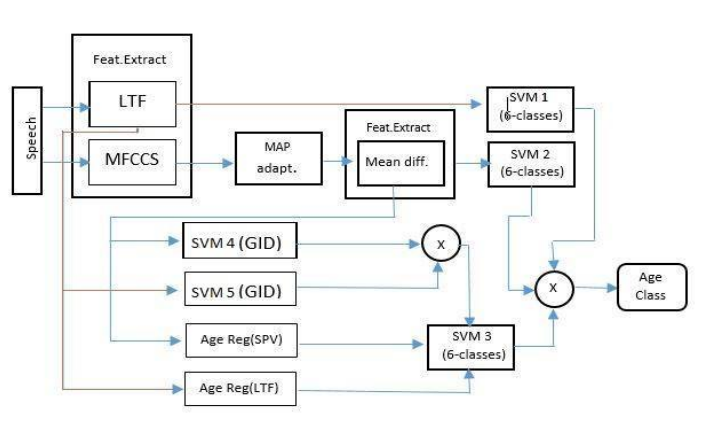 Feat.Extract
Speech
LTF
MFCCS
MAP
adapt.
Feat.Extract
Mean diff.
SVM 1
(6-classes)
SVM 2
(6-classes)
SVM 4 (GID)
X
SVM 5 (GID)
X
Age
Class
Age Reg(SPV)
SVM 3
(6-classes)
Age Reg(LTF)